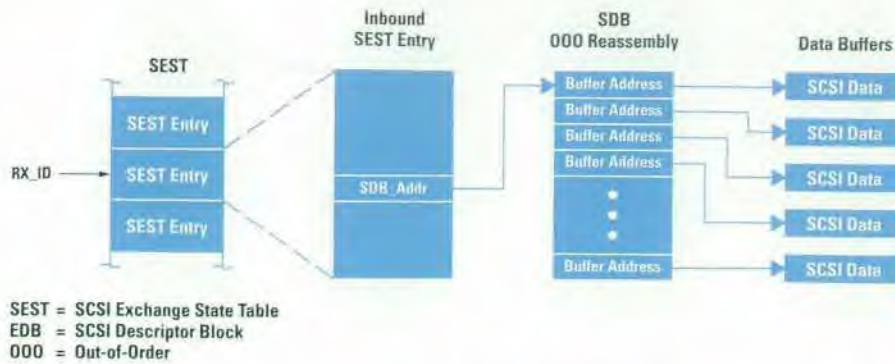 SEST
Inbound
SEST Entry
SDB
OOO Reassembly
Data Buffers
SEST Entry
SEST Entry
SEST Entry
RX_ID
SDB_Addr
Buffer Address
Buffer Address
Buffer Address
Buffer Address
Buffer Address
SCSI Data
SCSI Data
SCSI Data
SCSI Data
SCSI Data
SEST = SCSI Exchange State Table
EDB = SCSI Descriptor Block
OOO = Out-of-Order